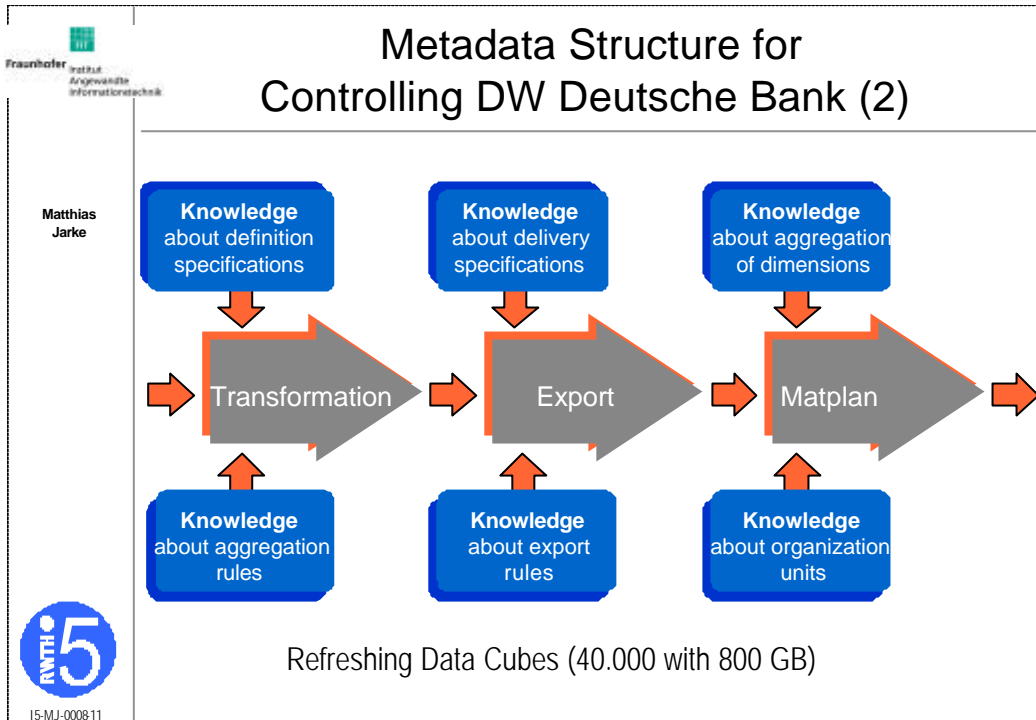 Fraunhofer
Institut
Angewandte
Informationstechnik
Metadata Structure for
Controlling DW Deutsche Bank (2)
Matthias
Jarke
Knowledge
about definition
specifications
Knowledge
about delivery
specifications
Knowledge
about aggregation
of dimensions
Transformation
Export
Matplan
Knowledge
about aggregation
rules
Knowledge
about export
rules
Knowledge
about organization
units
RWTH i5
Refreshing Data Cubes (40.000 with 800 GB)
I5-MJ-0008-11